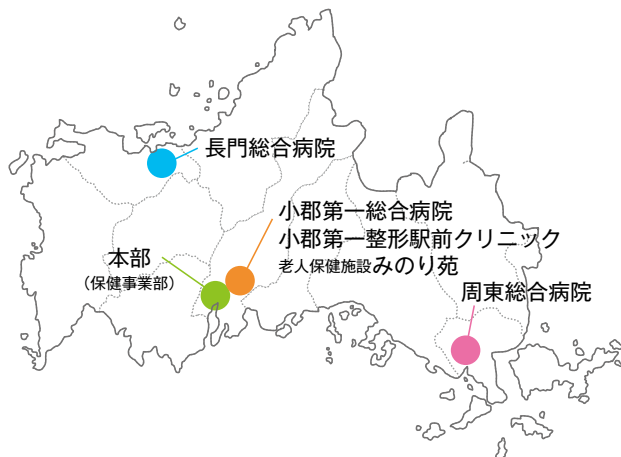 長門総合病院
小郡第一総合病院
小郡第一整形駅前クリニック
老人保健施設みのり苑
本部
（保健事業部）
周東総合病院